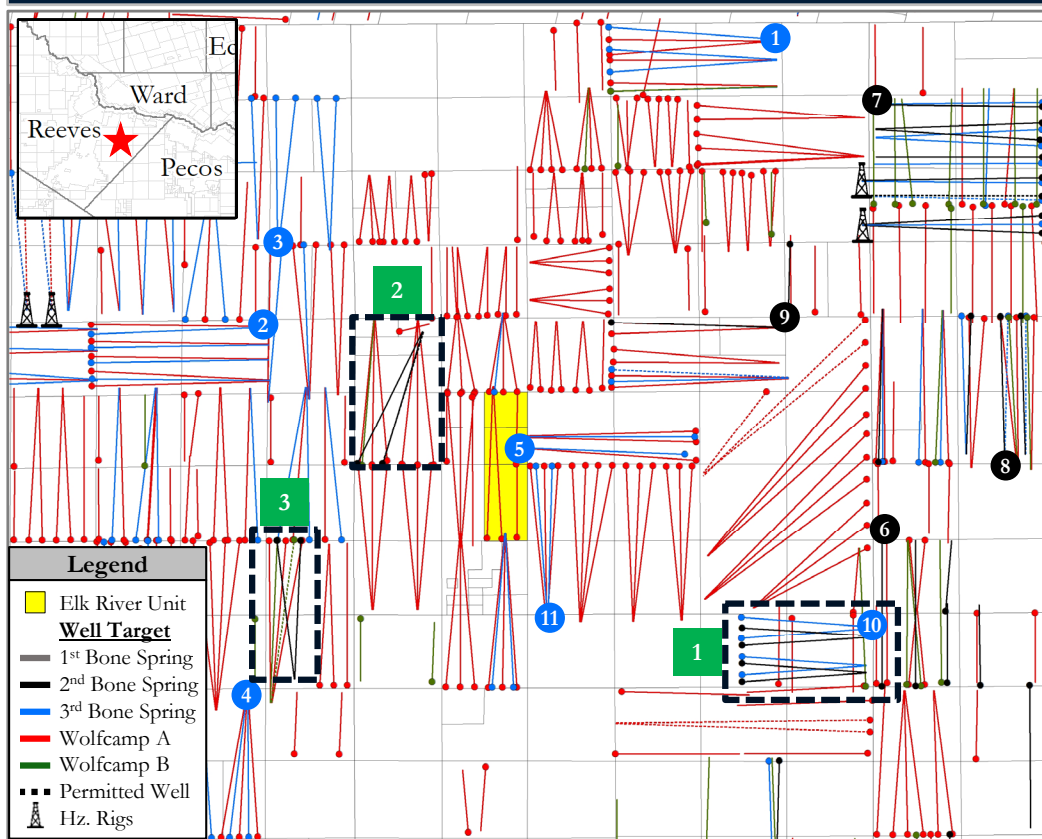 Ec
Ward
Reeves
Pecos
1
7
3
2
2
9
5
8
3
6
11
10
1
4
Legend
Elk River Unit
Well Target
1st Bone Spring
2nd Bone Spring
3rd Bone Spring
Wolfcamp A
Wolfcamp B
Permitted Well
Hz. Rigs